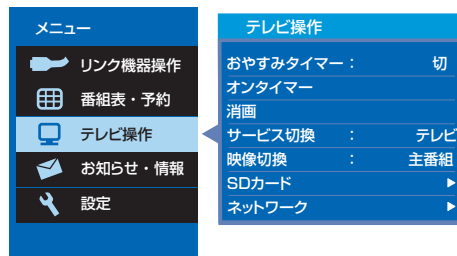 メニュー
リンク機器操作
番組表・予約
テレビ操作
お知らせ・情報
設定
テレビ操作
おやすみタイマー： 切
オンタイマー
消画
サービス切換 ： テレビ
映像切換 ： 主番組
SDカード
ネットワーク